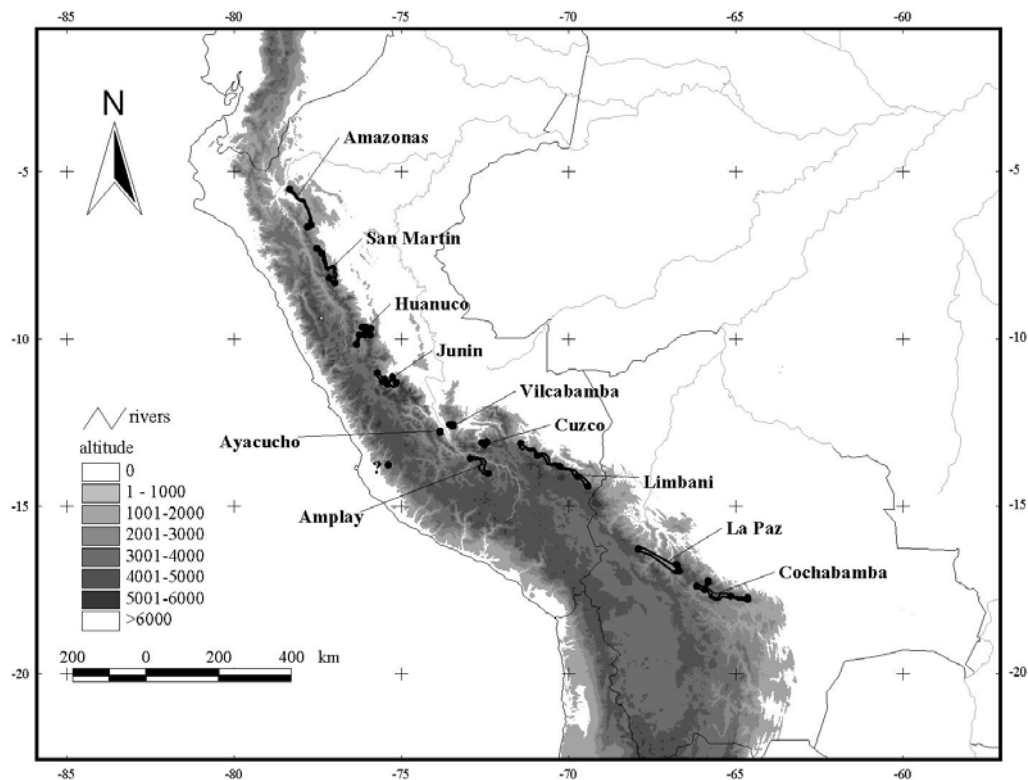 -85 -80 -75 -70 -65 -60
N
Amazonas
-5 -5
San Martin
Huanuco
-10 -10
Junin
Vilcabamba
rivers
Ayacucho
Cuzco
altitude
?
0
Limbani
1 - 1000
Amplay
1001-2000
-15
2001-3000
La Paz
3001-4000
4001-5000
Cochabamba
5001-6000
>6000
200 0 200 400 km
-20 -20
-85 -80 -75 -70 -65 -60